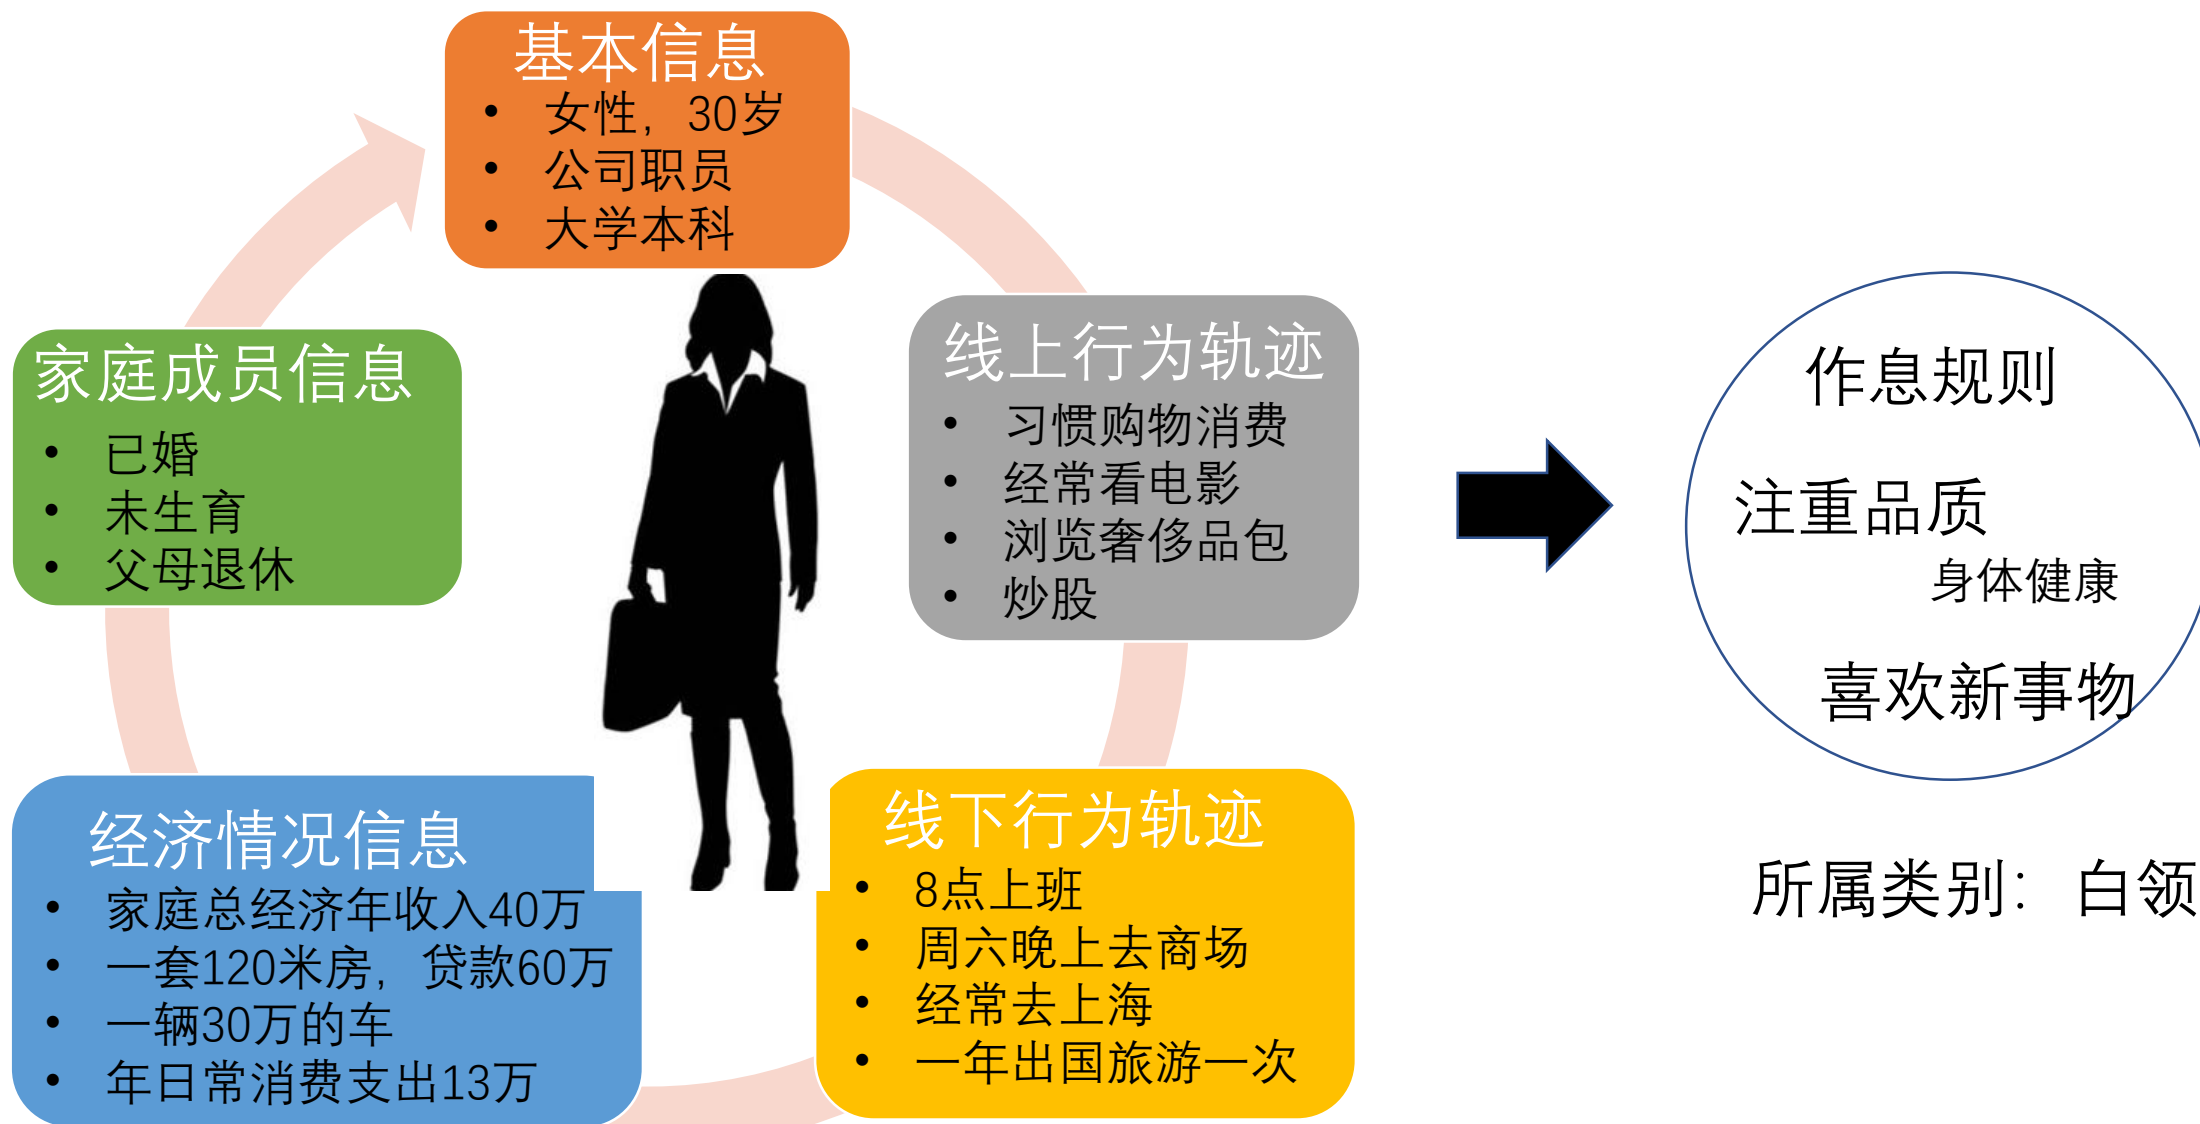 基本信息
• 女性，30岁
• 公司职员
• 大学本科
线上行为轨迹
• 习惯购物消费
• 经常看电影
• 浏览奢侈品包
• 炒股
线下行为轨迹
• 8点上班
• 周六晚上去商场
• 经常去上海
• 一年出国旅游一次
经济情况信息
• 家庭总经济年收入40万
• 一套120米房，贷款60万
• 一辆30万的车
• 年日常消费支出13万
家庭成员信息
• 已婚
• 未生育
• 父母退休
作息规则
注重品质
身体健康
喜欢新事物
所属类别：白领